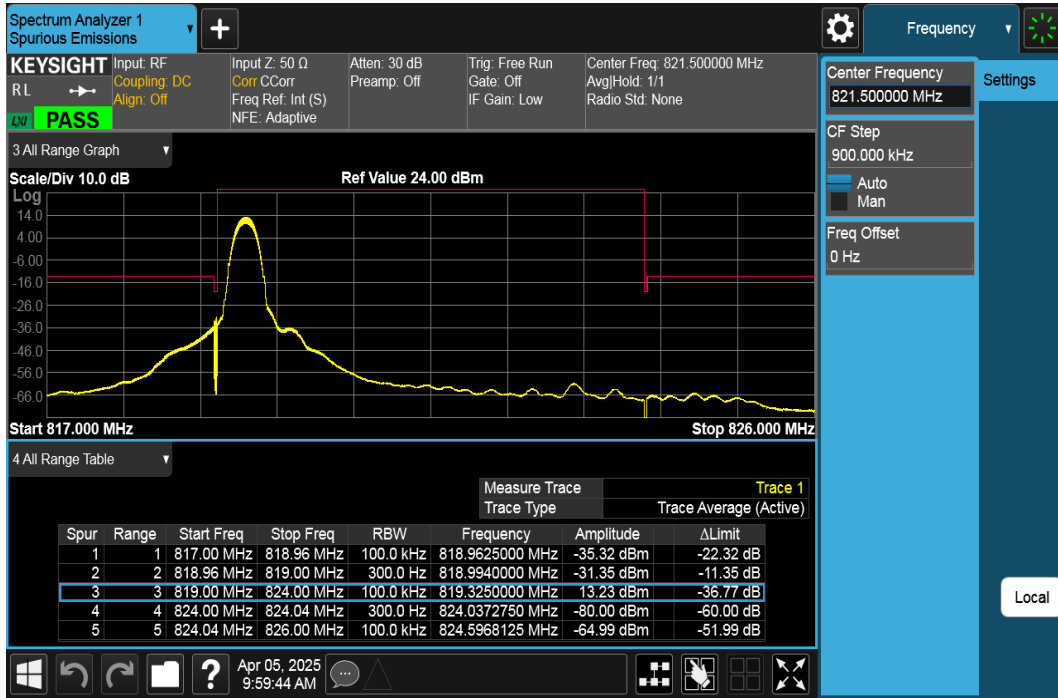 Spectrum Analyzer 1
Spurious Emissions
▼
+
Frequency ▼
KEYSIGHT
RL
LXI PASS
Input: RF
Coupling: DC
Align: Off
Input Z: 50 Ω
Corr CCorr
Freq Ref: Int (S)
NFE: Adaptive
Atten: 30 dB
Preamp: Off
Trig: Free Run
Gate: Off
IF Gain: Low
Center Freq: 821.500000 MHz
Avg|Hold: 1/1
Radio Std: None
Center Frequency
821.500000 MHz
Settings
CF Step
900.000 kHz
Auto
Man
Freq Offset
0 Hz
Local
3 All Range Graph ▼
Scale/Div 10.0 dB Ref Value 24.00 dBm
Log
14.0
4.00
-6.00
-16.0
-26.0
-36.0
-46.0
-56.0
-66.0
Start 817.000 MHz Stop 826.000 MHz
4 All Range Table ▼
Measure Trace Trace 1
Trace Type Trace Average (Active)
Spur Range Start Freq Stop Freq RBW Frequency Amplitude ΔLimit
1 1 817.00 MHz 818.96 MHz 100.0 kHz 818.9625000 MHz -35.32 dBm -22.32 dB
2 2 818.96 MHz 819.00 MHz 300.0 Hz 818.9940000 MHz -31.35 dBm -11.35 dB
3 3 819.00 MHz 824.00 MHz 100.0 kHz 819.3250000 MHz 13.23 dBm -36.77 dB
4 4 824.00 MHz 824.04 MHz 300.0 Hz 824.0372750 MHz -80.00 dBm -60.00 dB
5 5 824.04 MHz 826.00 MHz 100.0 kHz 824.5968125 MHz -64.99 dBm -51.99 dB
?
Apr 05, 2025
9:59:44 AM